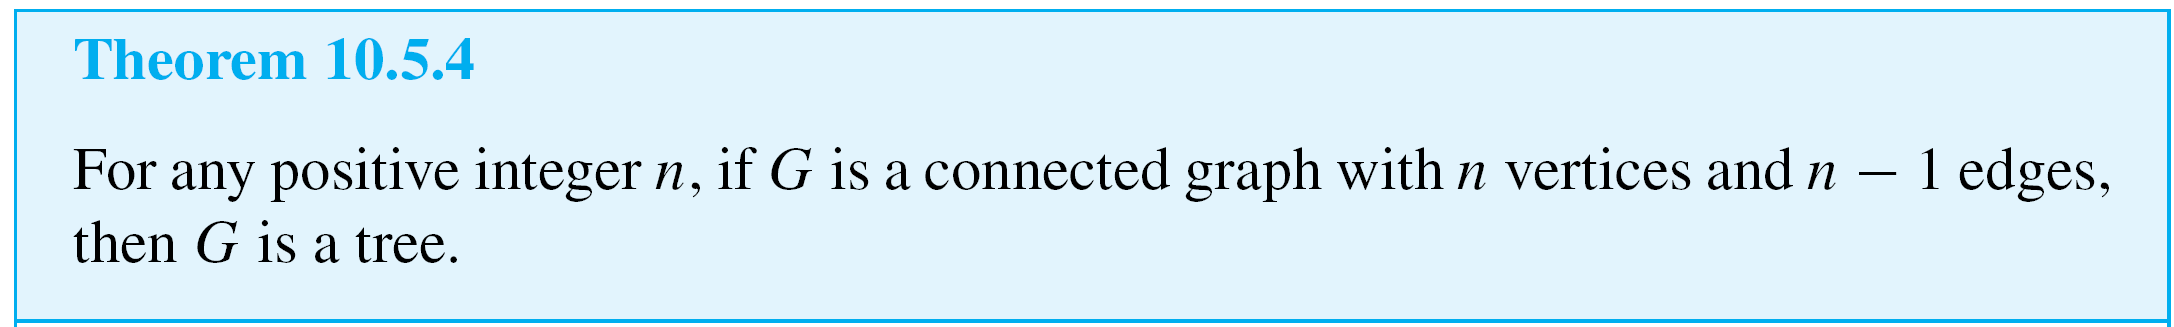 Theorem 10.5.4
For any positive integer n, if G is a connected graph with n vertices and n − 1 edges,
then G is a tree.